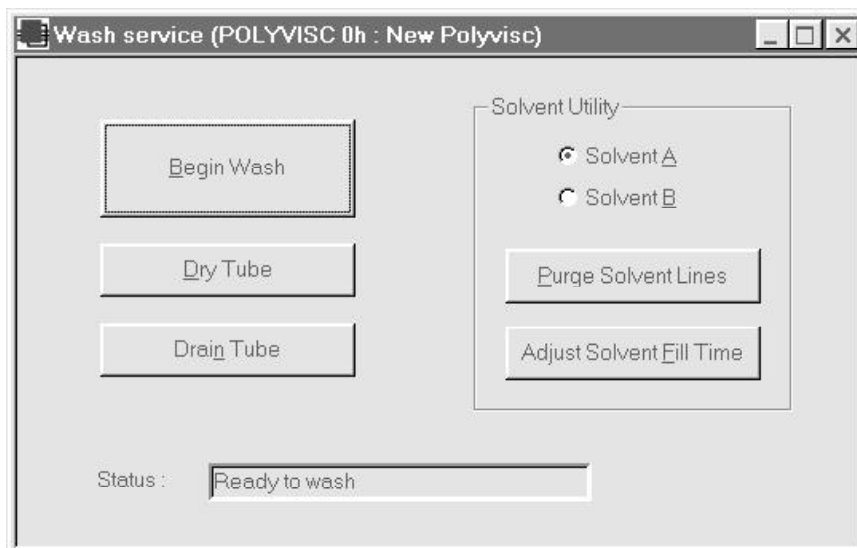 Wash service (POLYVISC 0h : New Polyvisc)
Begin Wash
Dry Tube
Drain Tube
Solvent Utility
Solvent A
Solvent B
Purge Solvent Lines
Adjust Solvent Fill Time
Status : Ready to wash